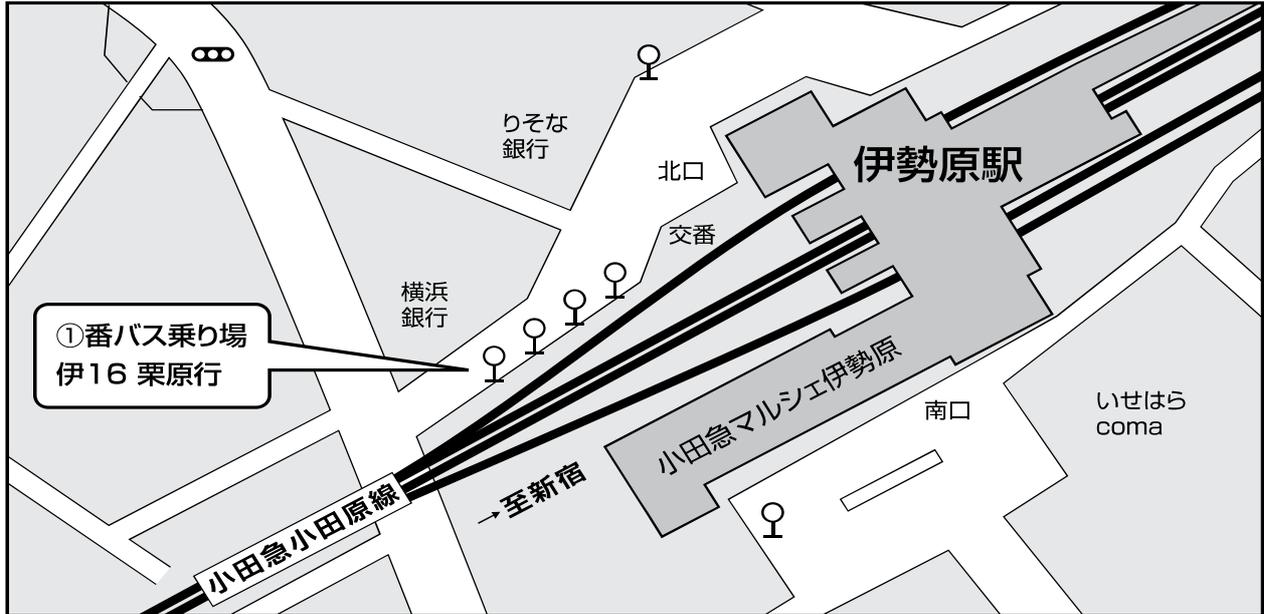 りそな
銀行
北口
伊勢原駅
交番
横浜
銀行
①番バス乗り場
伊16 栗原行
小田急マルシェ伊勢原
南口
いせはら
coma
→至新宿
小田急小田原線